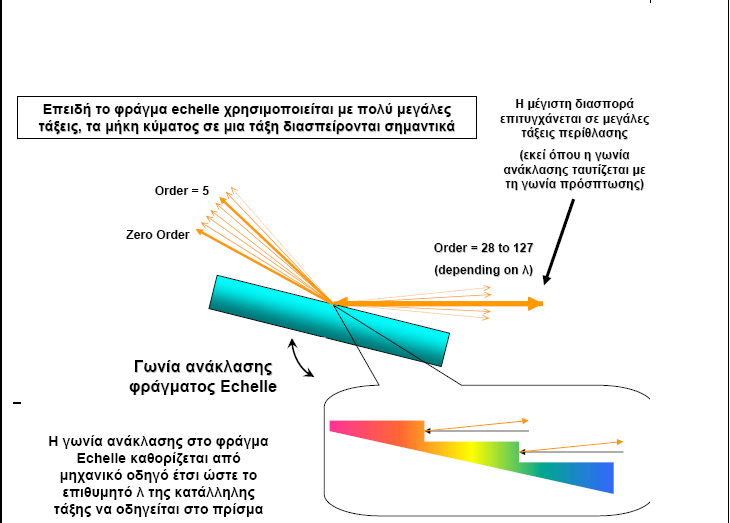 Επειδή το φράγμα echelle χρησιμοποιείται με πολύ μεγάλες
τάξεις, τα μήκη κύματος σε μια τάξη διασπείρονται σημαντικά
Η μέγιστη διασπορά
επιτυγχάνεται σε μεγάλες
τάξεις περίθλασης
(εκεί όπου η γωνία
ανάκλασης ταυτίζεται με
τη γωνία πρόσπτωσης)
Order = 5
Zero Order
Order = 28 to 127
(depending on λ)
Γωνία ανάκλασης
φράγματος Echelle
Η γωνία ανάκλασης στο φράγμα
Echelle καθορίζεται από
μηχανικό οδηγό έτσι ώστε το
επιθυμητό λ της κατάλληλης
τάξης να οδηγείται στο πρίσμα